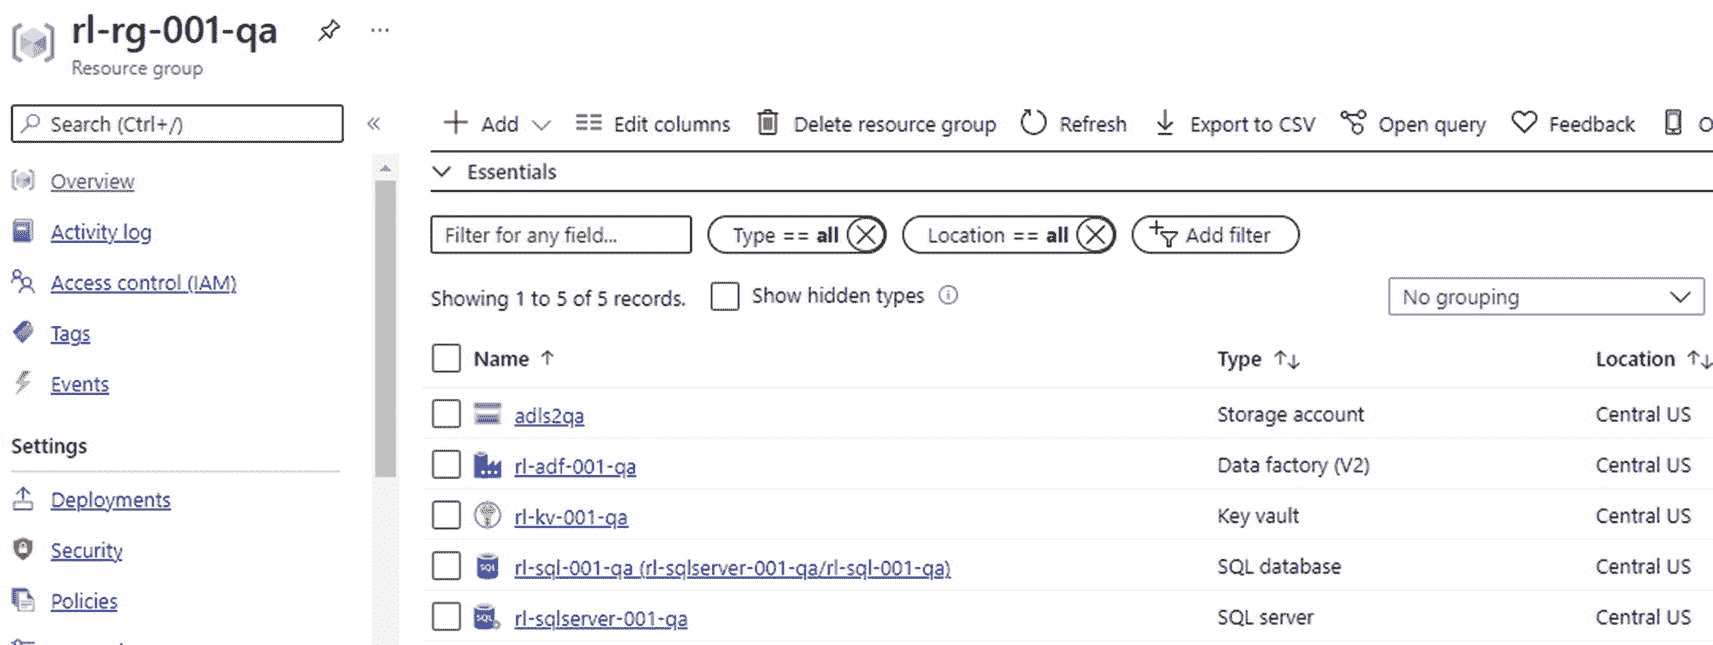 rl-rg-001-qa
Resource group
Search (Ctrl+/)
Overview
Activity log
Access control (IAM)
Tags
Events
Settings
Deployments
Security
Policies
Add Edit columns Delete resource group Refresh Export to CSV Open query Feedback
Essentials
Filter for any field... Type == all Location == all Add filter
Showing 1 to 5 of 5 records. Show hidden types No grouping
Name Type Location
adls2qa Storage account Central US
rl-adf-001-qa Data factory (V2) Central US
rl-kv-001-qa Key vault Central US
rl-sql-001-qa (rl-sqlserver-001-qa/rl-sql-001-qa) SQL database Central US
rl-sqlserver-001-qa SQL server Central US